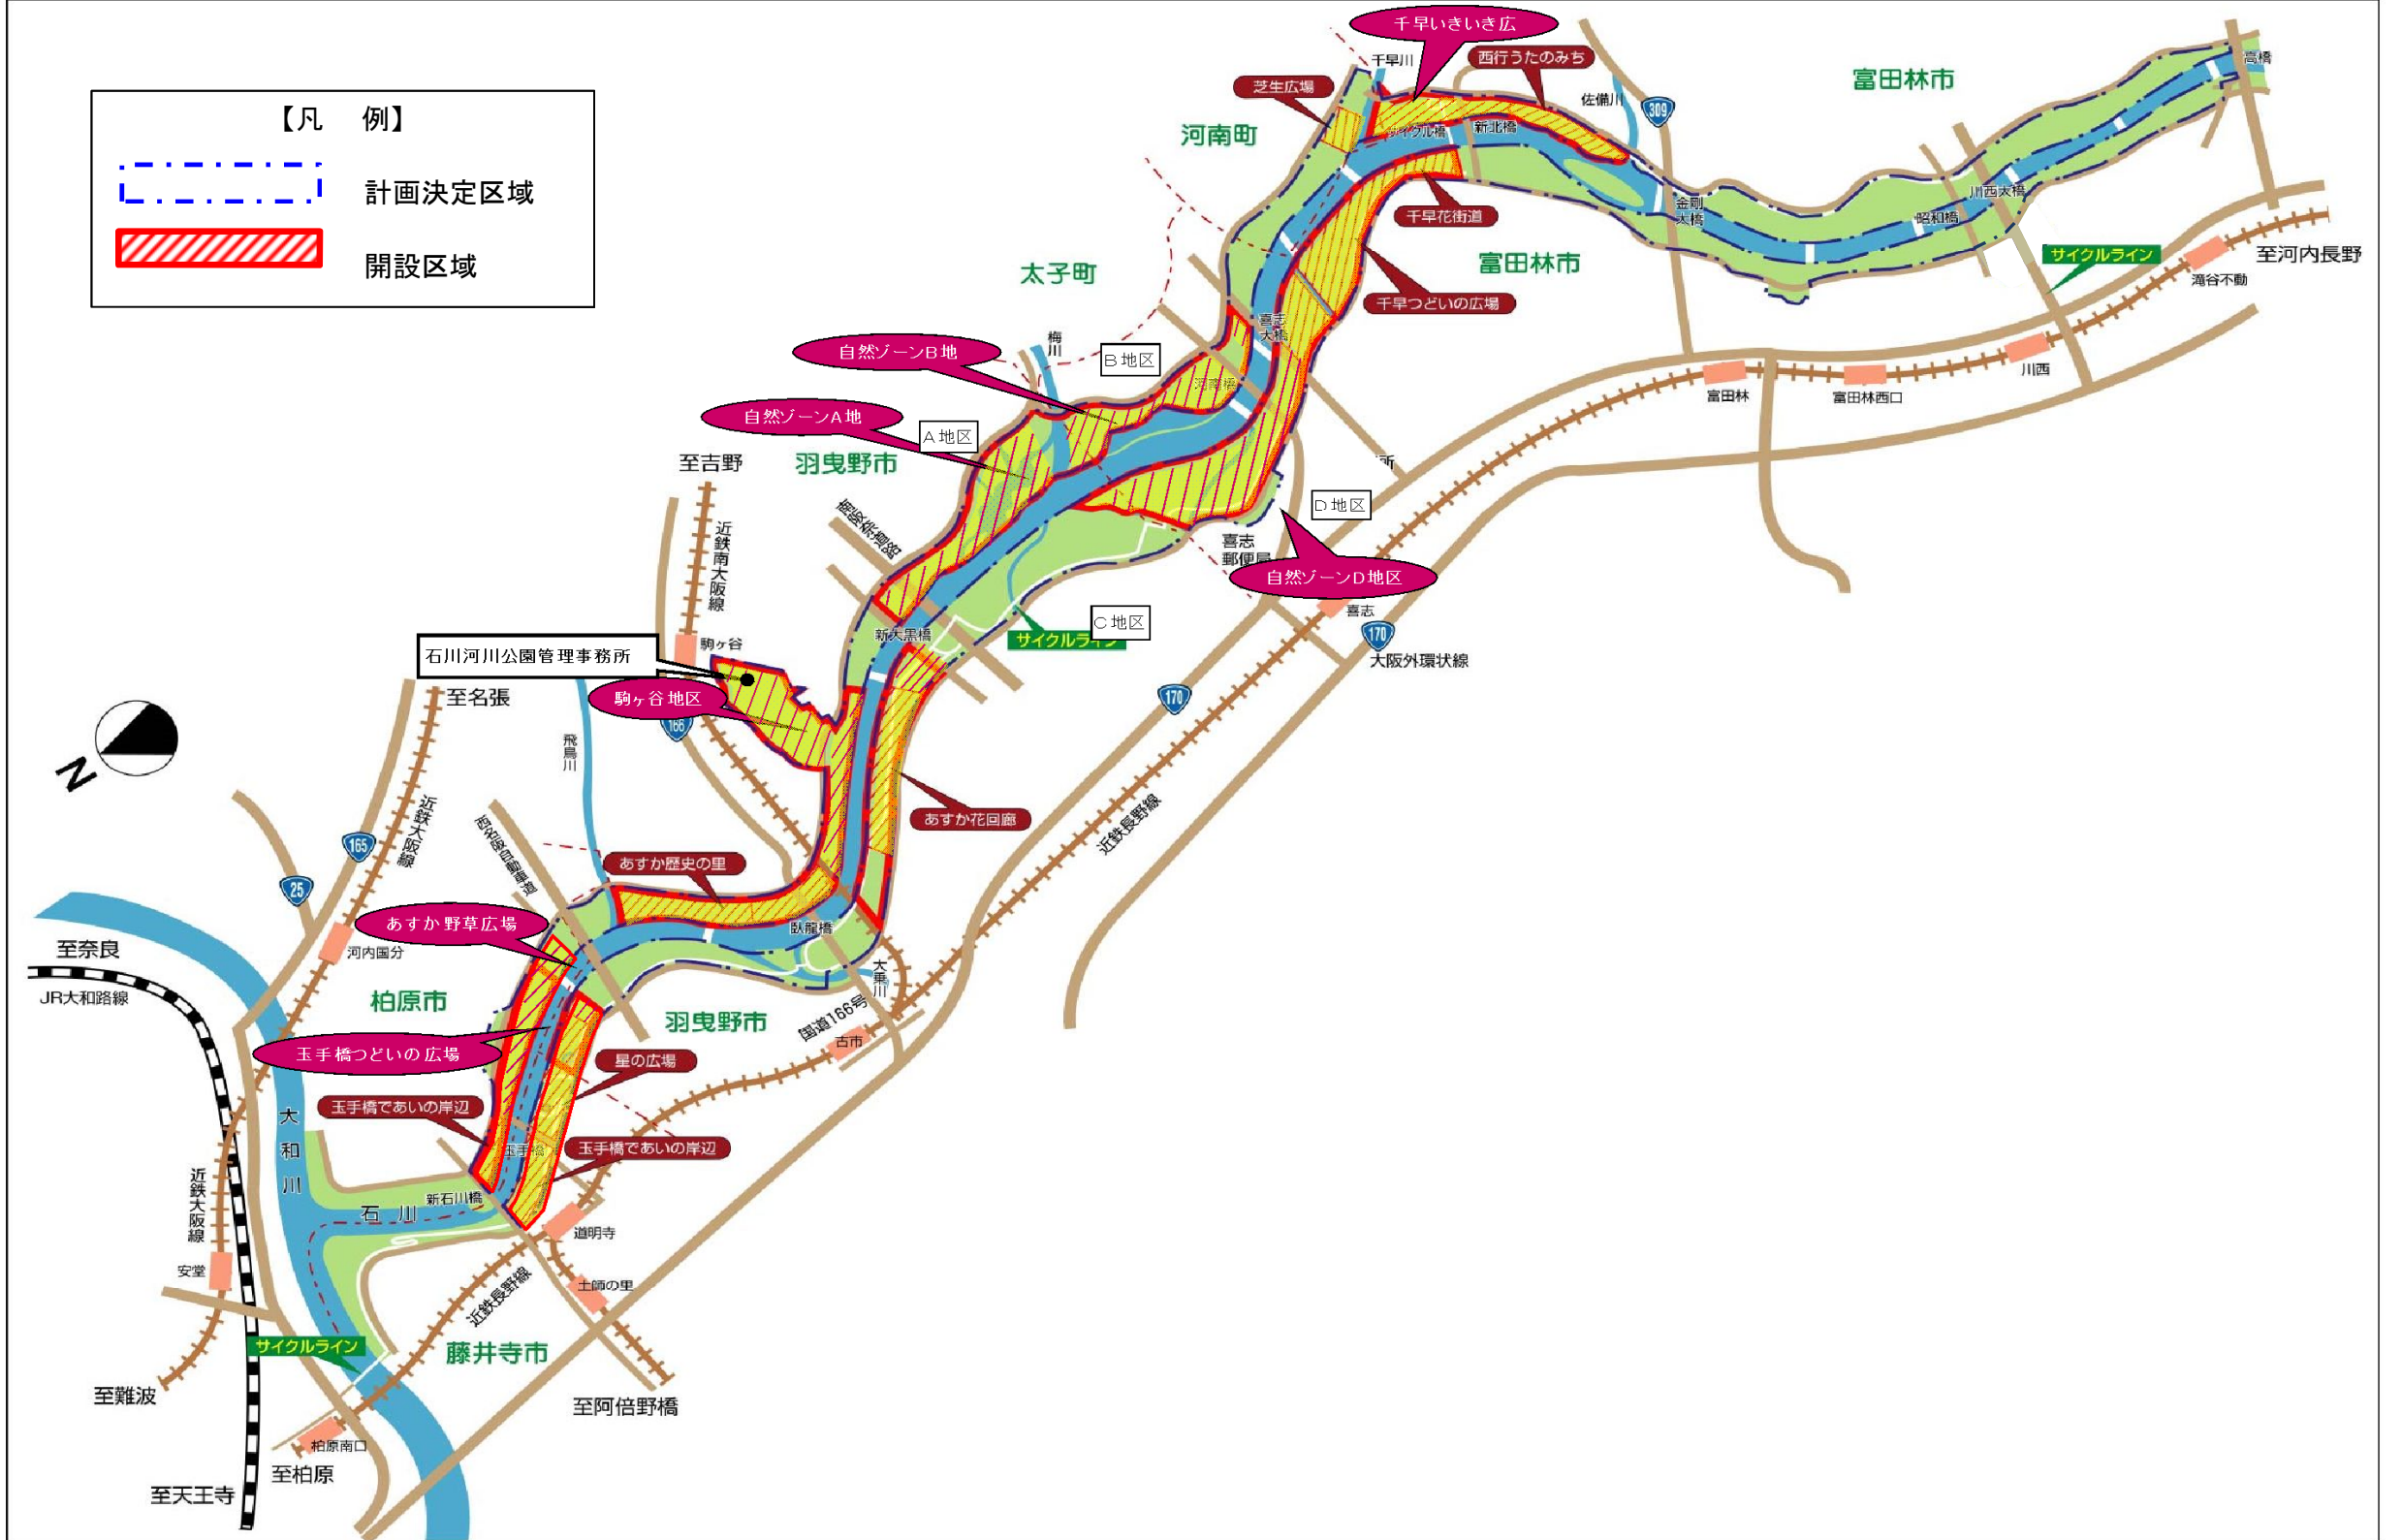 【凡 例】
計画決定区域
開設区域
千早いきいき広
千早川
西行うたのみち
芝生広場
佐備川
309
富田林市
高橋
河南町
サイクル橋
新北橋
川西大橋
昭和橋
金剛
大橋
千早花街道
富田林市
サイクルライン
至河内長野
滝谷不動
太子町
千早つどいの広場
喜志
大橋
梅川
B地区
自然ゾーンB地
河南橋
川西
富田林
富田林西口
自然ゾーンA地
A地区
至吉野
羽曳野市
所
D地区
南阪奈道路
近鉄南大阪線
喜志
郵便局
自然ゾーンD地区
喜志
C地区
170
大阪外環状線
新大黒橋
サイクルライン
駒ヶ谷
石川河川公園管理事務所
至名張
駒ヶ谷地区
166
170
N
飛鳥川
近鉄大阪線
165
西名阪自動車道
あすか花回廊
近鉄長野線
あすか歴史の里
25
あすか野草広場
臥龍橋
至奈良
河内国分
大乗川
JR大和路線
柏原市
羽曳野市
国道166号
古市
玉手橋つどいの広場
星の広場
玉手橋であいの岸辺
大和川
玉手橋
玉手橋であいの岸辺
近鉄大阪線
新石川橋
石川
道明寺
安堂
土師の里
近鉄長野線
サイクルライン
藤井寺市
至難波
至阿倍野橋
柏原南口
至柏原
至天王寺